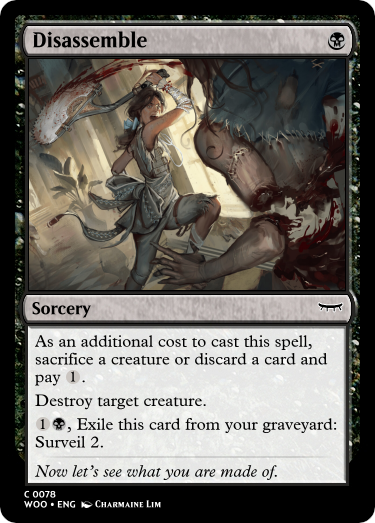 Disassemble
Sorcery
As an additional cost to cast this spell,
sacrifice a creature or discard a card and
pay 1.
Destroy target creature.
1, Exile this card from your graveyard:
Surveil 2.
Now let's see what you are made of.
C 0078
WOO • ENG Charmaine Lim